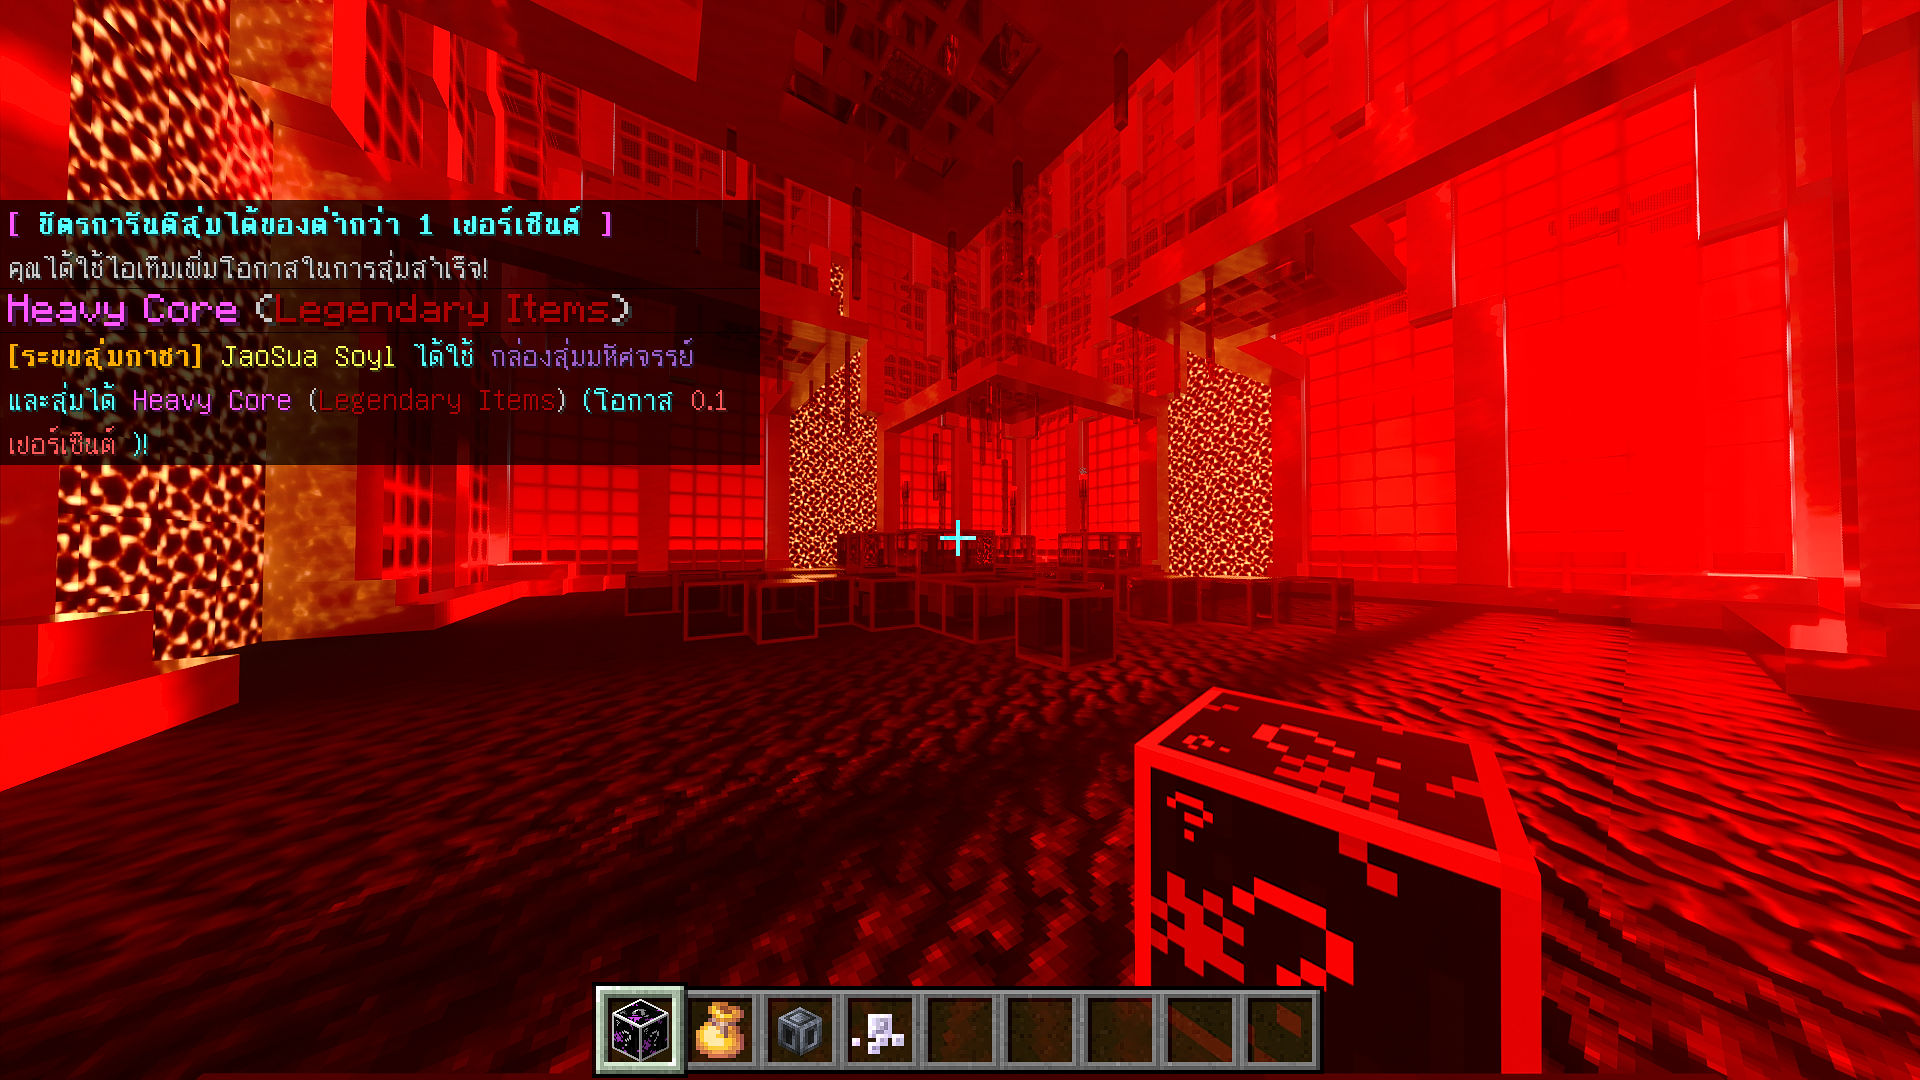 [ บัตรการันตีสุ่มได้ของต่ำกว่า 1 เปอร์เซ็นต์ ]
คุณได้ใช้ไอเท็มเพิ่มโอกาสในการสุ่มสำเร็จ!
Heavy Core (Legendary Items)
[ระบบสุ่มกาชา] JaoSua Soyl ได้ใช้ กล่องสุ่มมหัศจรรย์
และสุ่มได้ Heavy Core (Legendary Items) (โอกาส 0.1
เปอร์เซ็นต์ )!